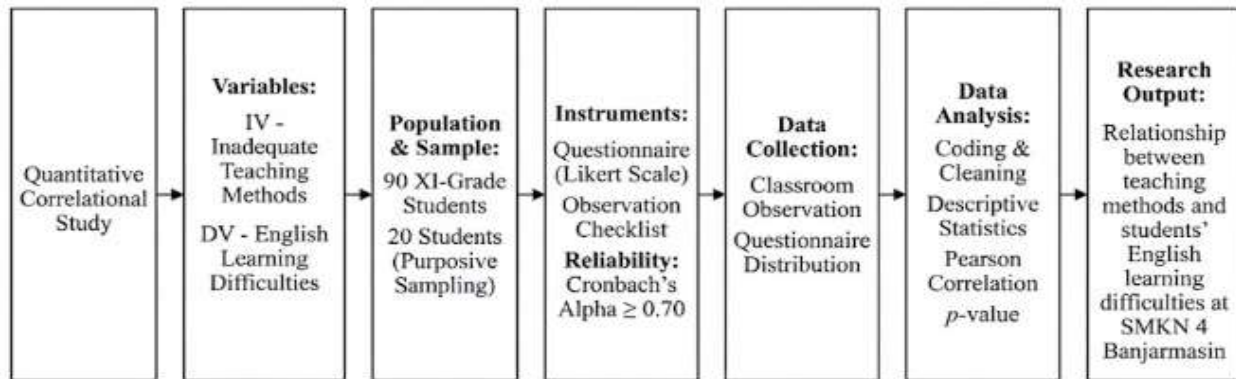 Quantitative
Correlational
Study
Variables:
IV -
Inadequate
Teaching
Methods
DV - English
Learning
Difficulties
Population
& Sample:
90 XI-Grade
Students
20 Students
(Purposive
Sampling)
Instruments:
Questionnaire
(Likert Scale)
Observation
Checklist
Reliability:
Cronbach's
Alpha ≥ 0.70
Data
Collection:
Classroom
Observation
Questionnaire
Distribution
Data
Analysis:
Coding &
Cleaning
Descriptive
Statistics
Pearson
Correlation
p-value
Research
Output:
Relationship
between
teaching
methods and
students'
English
learning
difficulties at
SMKN 4
Banjarmasin